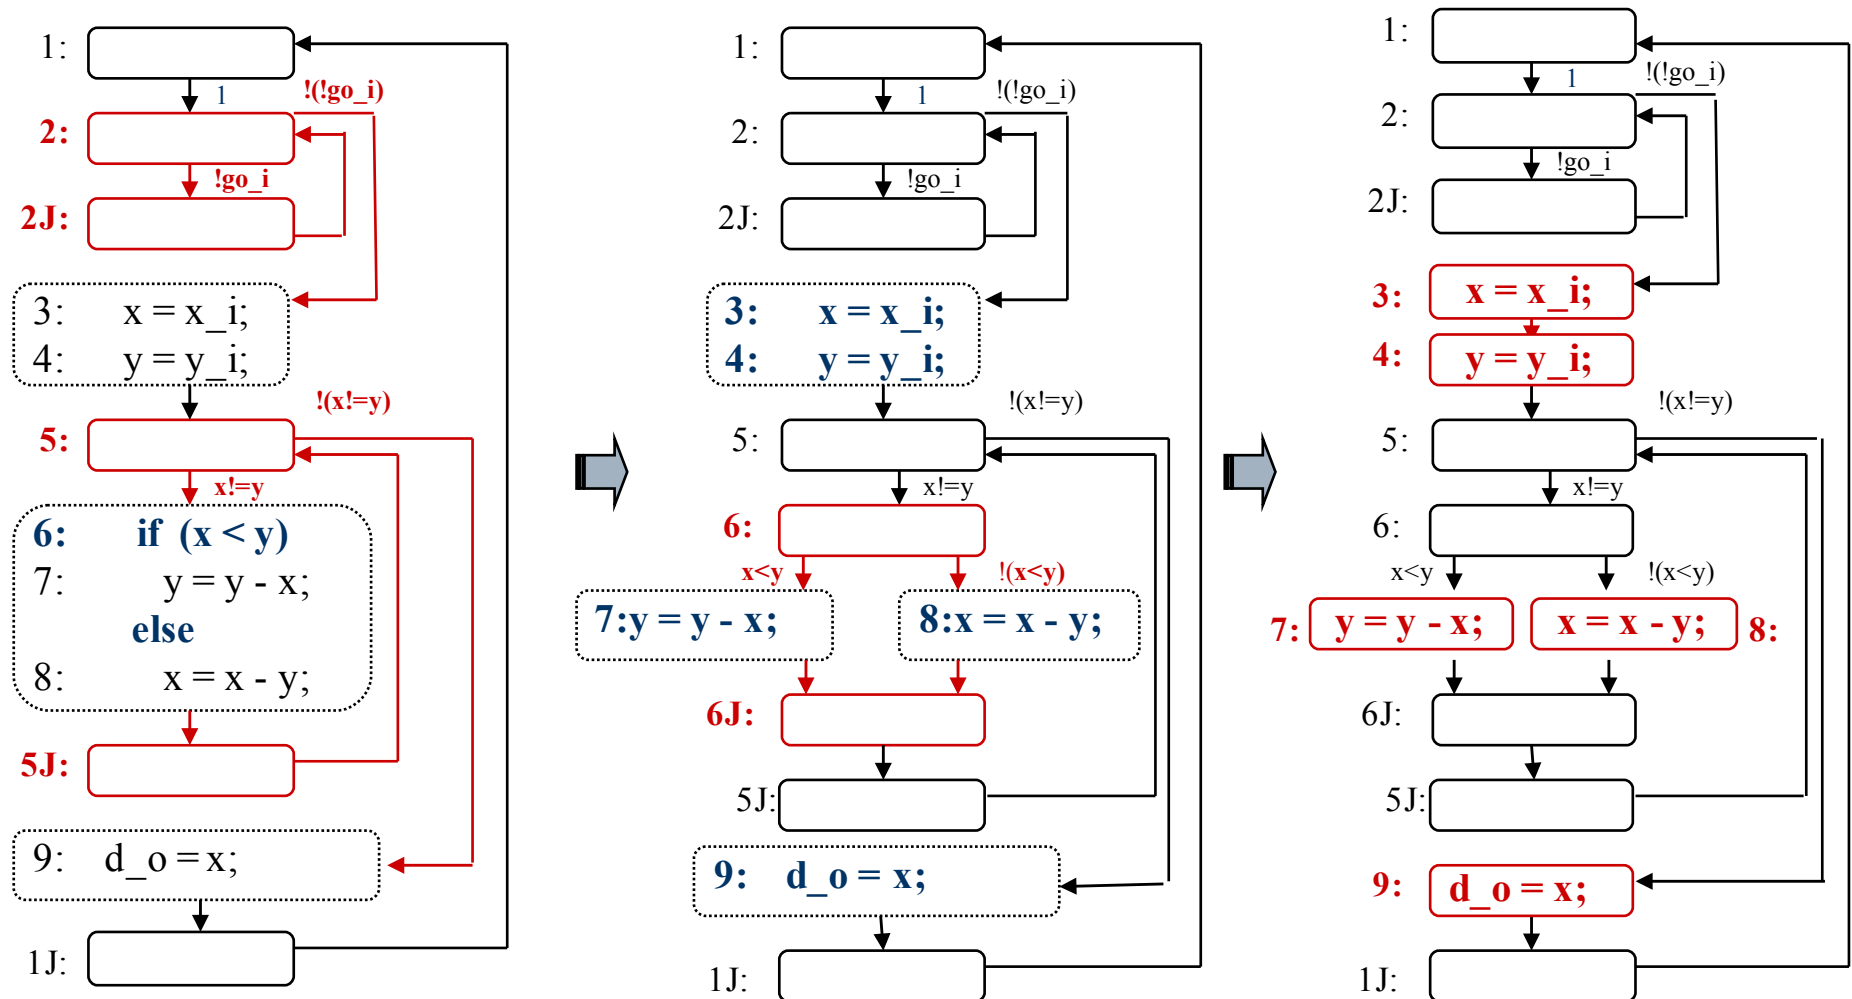 1:
1
!(!go_i)
2:
!go_i
2J:
3: x = x_i;
4: y = y_i;
!(x!=y)
5:
x!=y
6: if (x < y)
7: y = y - x;
else
8: x = x - y;
5J:
9: d_o = x;
1J:
1:
1
!(!go_i)
2:
!go_i
2J:
3: x = x_i;
4: y = y_i;
!(x!=y)
5:
x!=y
6:
x<y !(x<y)
7:y = y - x; 8:x = x - y;
6J:
5J:
9: d_o = x;
1J:
1:
1
!(!go_i)
2:
!go_i
2J:
3: x = x_i;
4: y = y_i;
!(x!=y)
5:
x!=y
6:
x<y !(x<y)
7: y = y - x; x = x - y; 8:
6J:
5J:
9: d_o = x;
1J: